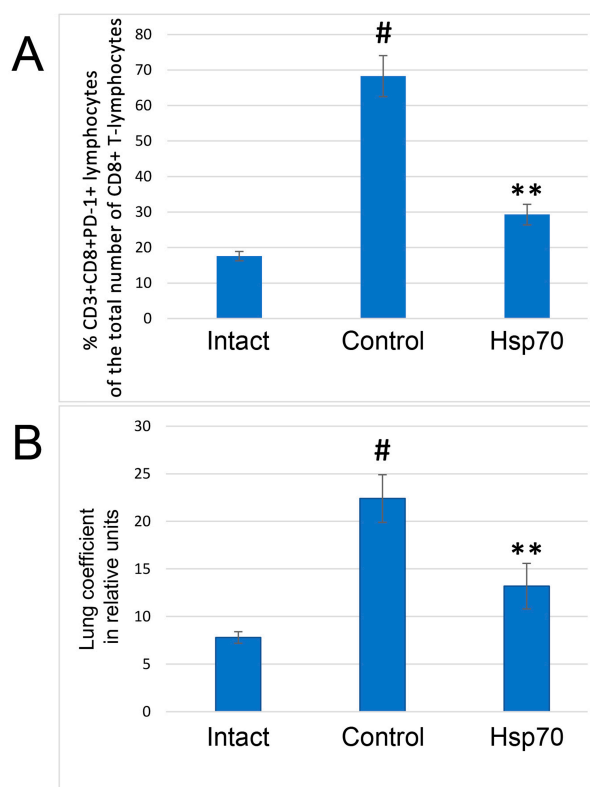 A
% CD3+CD8+PD-1+ lymphocytes
of the total number of CD8+ T-lymphocytes
80
70
60
50
40
30
20
10
0
#
**
Intact Control Hsp70
B
Lung coefficient
in relative units
30
25
20
15
10
5
0
#
**
Intact Control Hsp70